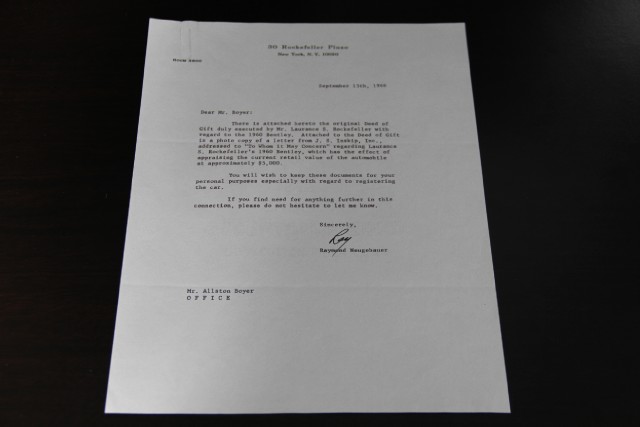 30 Rockefeller Plaza
New York, N. Y. 10020
Room 5600
September 15th, 1966
Dear Mr. Boyer:
There is attached hereto the original Deed of
Gift duly executed by Mr. Laurance S. Rockefeller with
regard to the 1960 Bentley. Attached to the Deed of Gift
is a photo copy of a letter from J. S. Inskip, Inc.,
addressed to "To Whom it May Concern" regarding Laurance
S. Rockefeller's 1960 Bentley, which has the effect of
appraising the current retail value of the automobile
at approximately $5,000.
You will wish to keep these documents for your
personal purposes especially with regard to registering
the car.
If you find need for anything further in this
connection, please do not hesitate to let me know.
Sincerely,
Ray
Raymond
Mr. Allston Boyer
O F F I C E